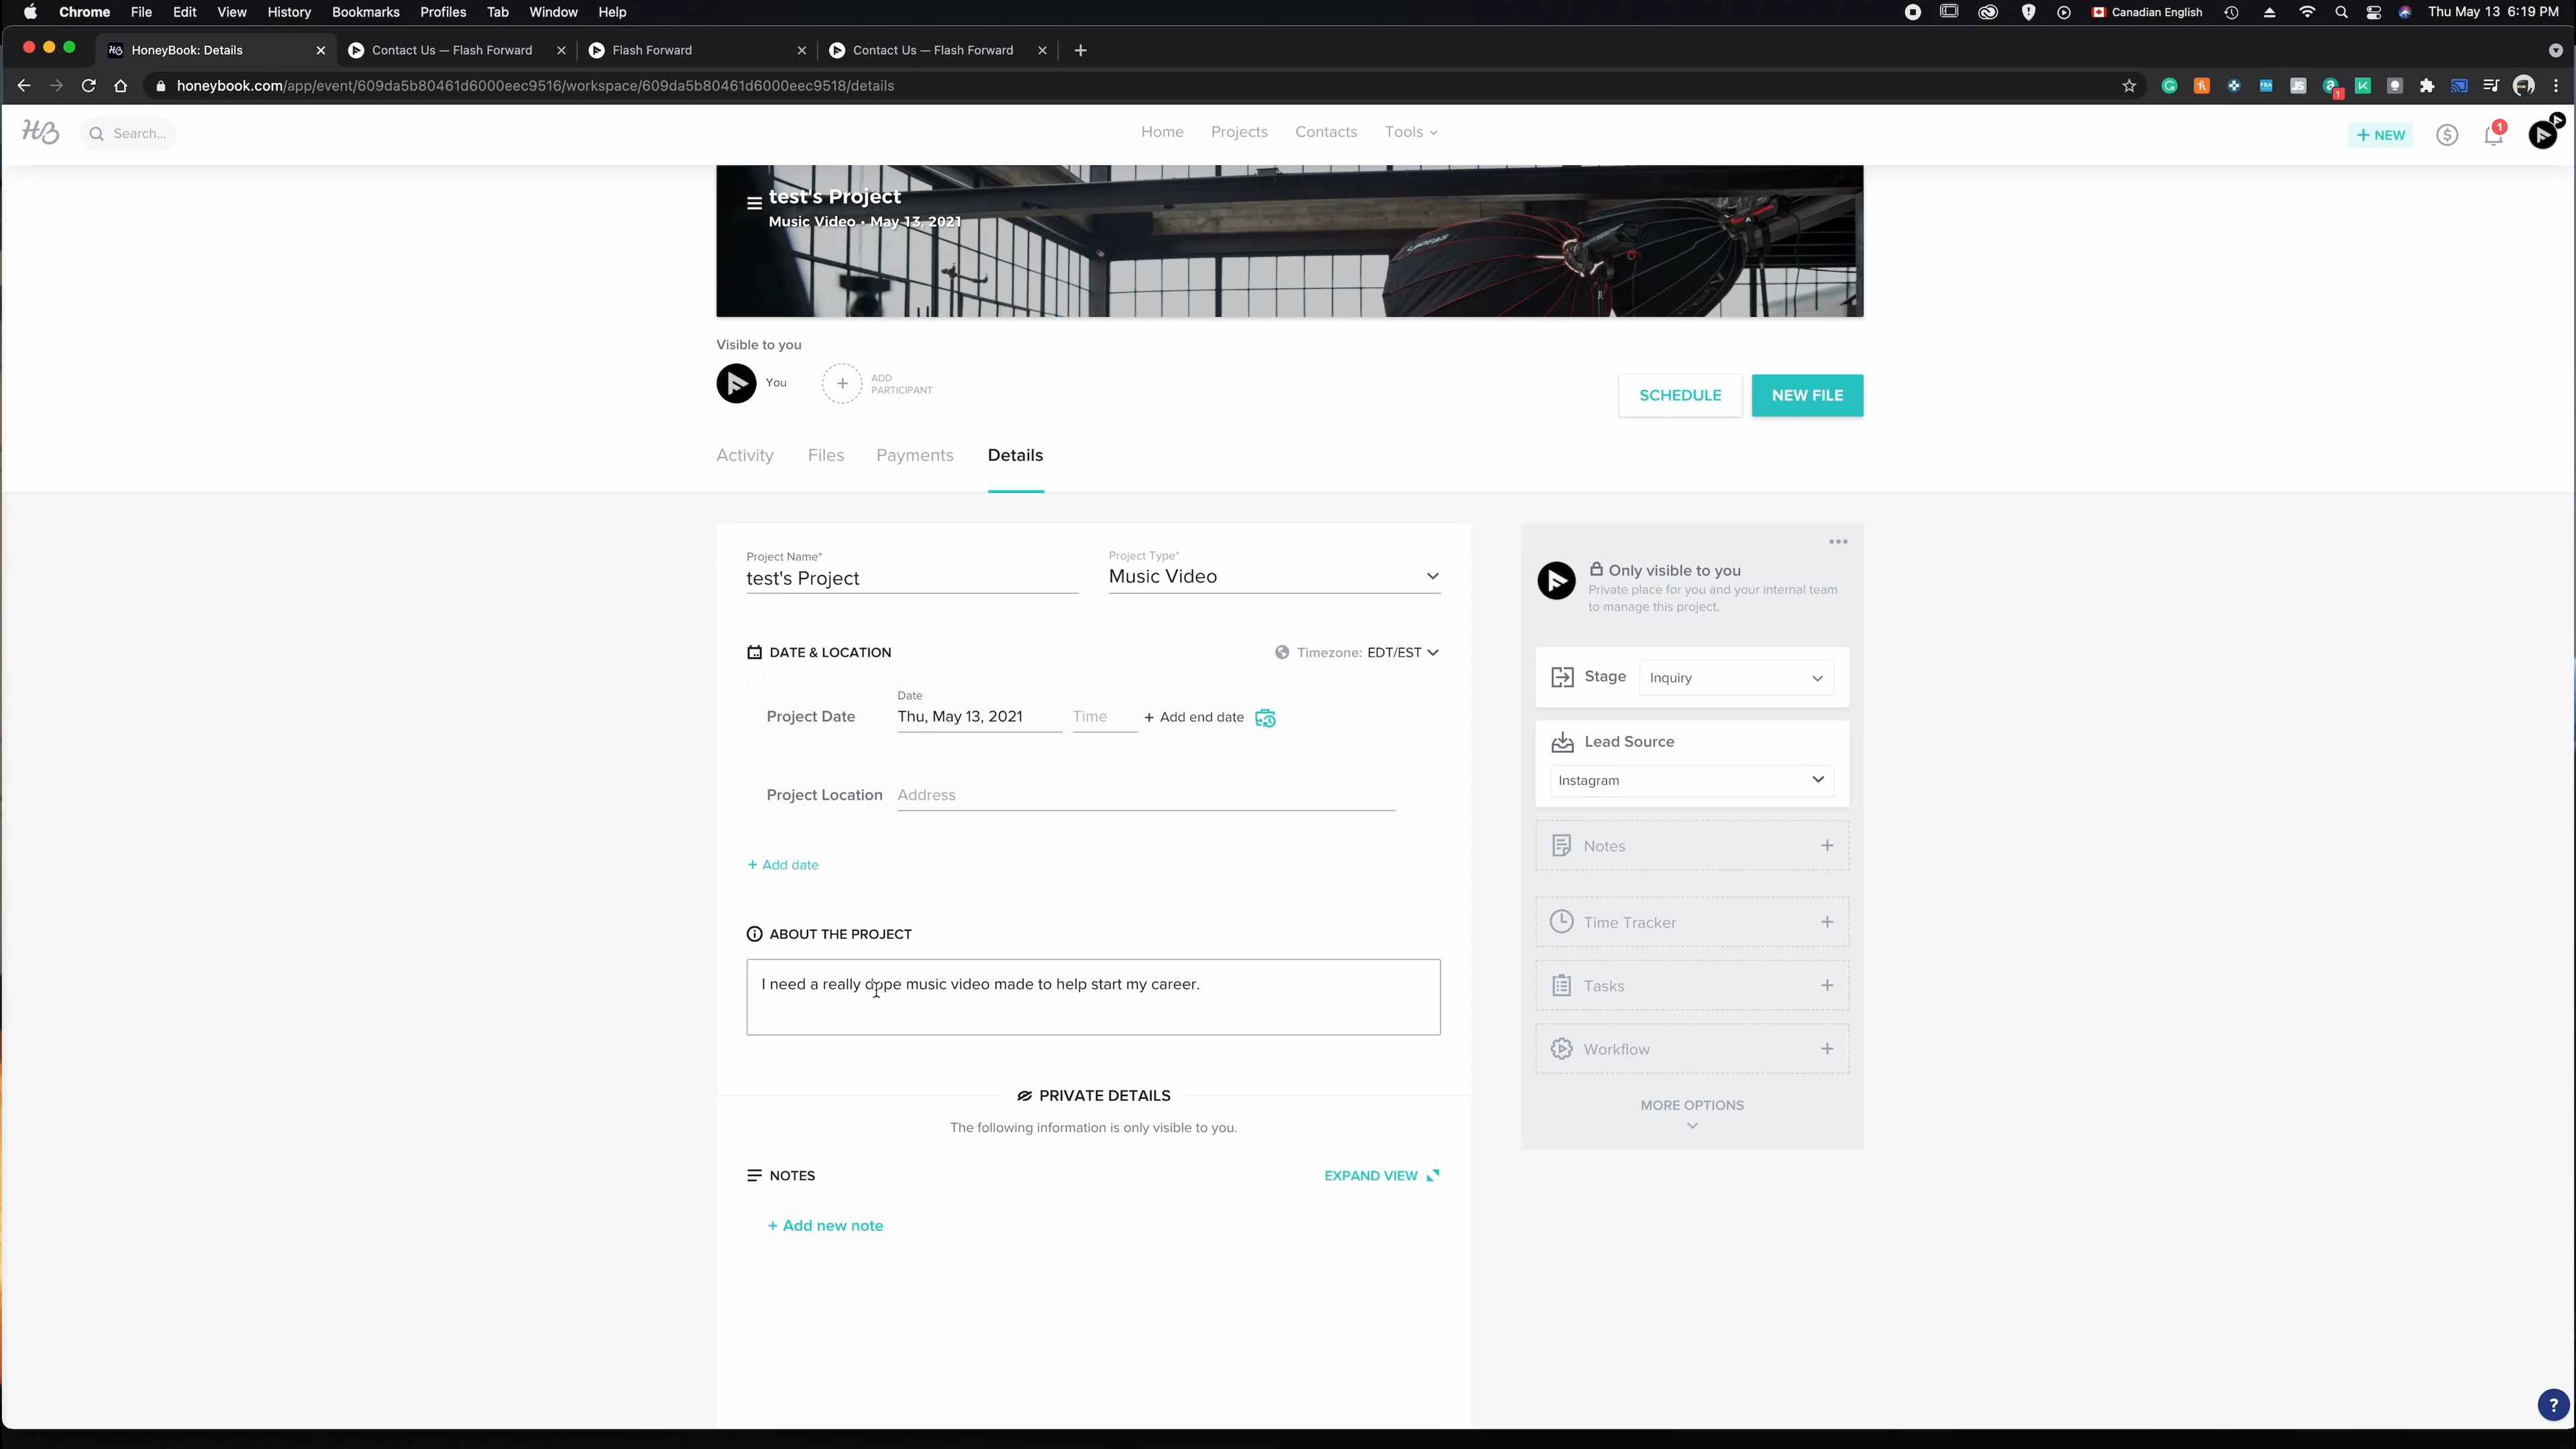 Chrome File Edit View History Bookmarks Profiles Tab Window Help Canadian English Thu May 13 6:19 PM
HoneyBook: Details Contact Us — Flash Forward Flash Forward Contact Us — Flash Forward
honeybook.com/app/event/609da5b80461d6000eec9516/workspace/609da5b80461d6000eec9518/details
HB Search... Home Projects Contacts Tools + NEW 1
test's Project
Music Video • May 13, 2021
Visible to you
You
ADD
PARTICIPANT
SCHEDULE NEW FILE
Activity Files Payments Details
Project Name* Project Type*
test's Project Music Video
DATE & LOCATION Timezone: EDT/EST
Date
Project Date Thu, May 13, 2021 Time + Add end date
Project Location Address
+ Add date
ABOUT THE PROJECT
I need a really dope music video made to help start my career.
PRIVATE DETAILS
The following information is only visible to you.
NOTES EXPAND VIEW
+ Add new note
Only visible to you
Private place for you and your internal team
to manage this project.
Stage Inquiry
Lead Source
Instagram
Notes +
Time Tracker +
Tasks +
Workflow +
MORE OPTIONS
?